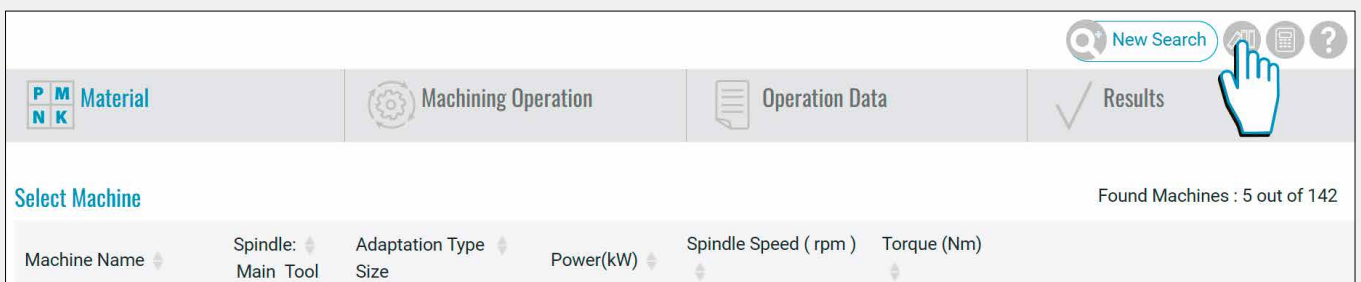 New Search
?
P M
N K
Material
Machining Operation
Operation Data
Results
Select Machine
Found Machines : 5 out of 142
Machine Name
Spindle:
Main Tool
Adaptation Type
Size
Power(kW)
Spindle Speed ( rpm )
Torque (Nm)